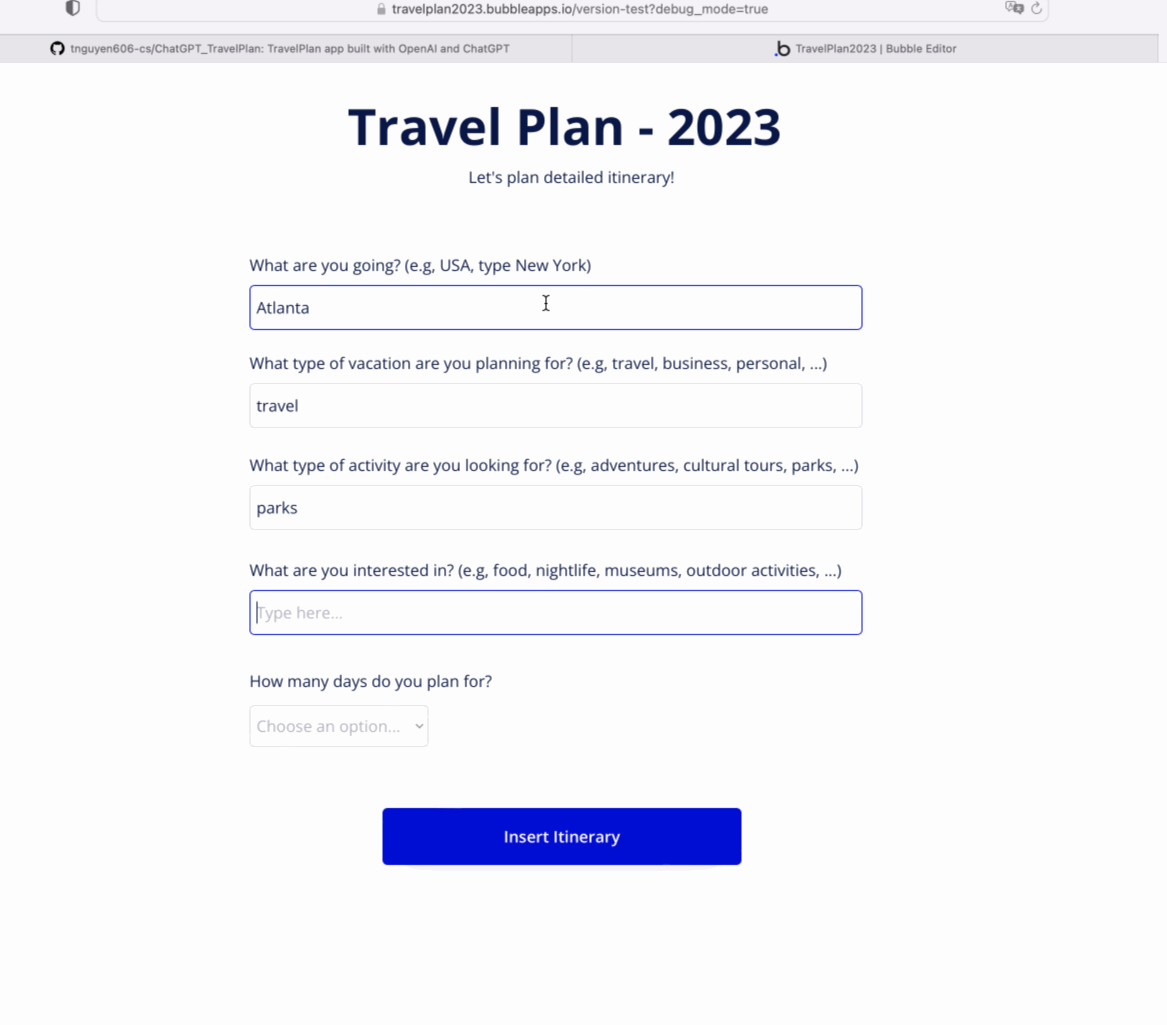 travelplan2023.bubbleapps.io/version-test?debug_mode=true
tnguyen606-cs/ChatGPT_TravelPlan: TravelPlan app built with OpenAI and ChatGPT
TravelPlan2023 | Bubble Editor
Travel Plan - 2023
Let's plan detailed itinerary!
What are you going? (e.g, USA, type New York)
Atlanta
What type of vacation are you planning for? (e.g, travel, business, personal, ...)
travel
What type of activity are you looking for? (e.g, adventures, cultural tours, parks, ...)
parks
What are you interested in? (e.g, food, nightlife, museums, outdoor activities, ...)
Type here...
How many days do you plan for?
Choose an option...
Insert Itinerary